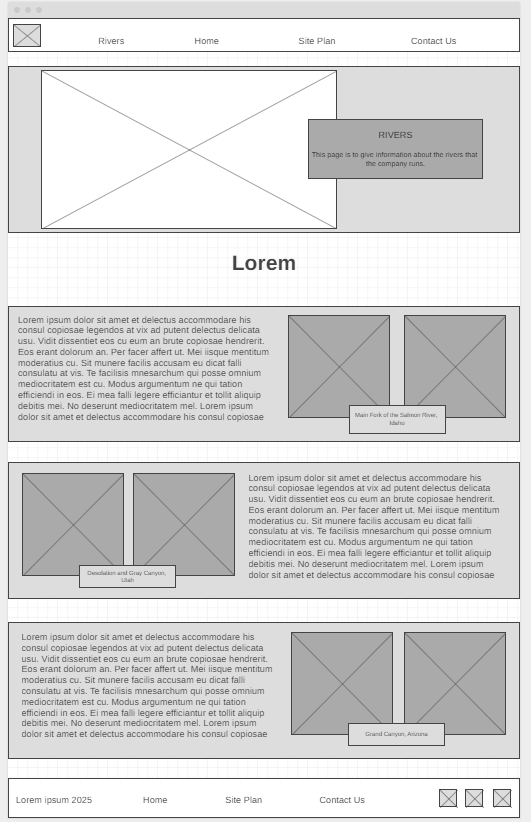 Rivers Home Site Plan Contact Us
RIVERS
This page is to give information about the rivers that
the company runs.
Lorem
Lorem ipsum dolor sit amet et delectus accommodare his
consul copiosae legendos at vix ad putent delectus delicata
usu. Vidit dissentiet eos cu eum an brute copiosae hendrerit.
Eos erant dolorum an. Per facer affert ut. Mei iisque mentitum
moderatius cu. Sit munere facilis accusam eu dicat falli
consulatu at vis. Te facilisis mnesarchum qui posse omnium
mediocritatem est cu. Modus argumentum ne qui tation
efficiendi in eos. Ei mea falli legere efficiantur et tollit aliquip
debitis mei. No deserunt mediocritatem mel. Lorem ipsum
dolor sit amet et delectus accommodare his consul copiosae
Main Fork of the Salmon River,
Idaho
Desolation and Gray Canyon,
Utah
Lorem ipsum dolor sit amet et delectus accommodare his
consul copiosae legendos at vix ad putent delectus delicata
usu. Vidit dissentiet eos cu eum an brute copiosae hendrerit.
Eos erant dolorum an. Per facer affert ut. Mei iisque mentitum
moderatius cu. Sit munere facilis accusam eu dicat falli
consulatu at vis. Te facilisis mnesarchum qui posse omnium
mediocritatem est cu. Modus argumentum ne qui tation
efficiendi in eos. Ei mea falli legere efficiantur et tollit aliquip
debitis mei. No deserunt mediocritatem mel. Lorem ipsum
dolor sit amet et delectus accommodare his consul copiosae
Lorem ipsum dolor sit amet et delectus accommodare his
consul copiosae legendos at vix ad putent delectus delicata
usu. Vidit dissentiet eos cu eum an brute copiosae hendrerit.
Eos erant dolorum an. Per facer affert ut. Mei iisque mentitum
moderatius cu. Sit munere facilis accusam eu dicat falli
consulatu at vis. Te facilisis mnesarchum qui posse omnium
mediocritatem est cu. Modus argumentum ne qui tation
efficiendi in eos. Ei mea falli legere efficiantur et tollit aliquip
debitis mei. No deserunt mediocritatem mel. Lorem ipsum
dolor sit amet et delectus accommodare his consul copiosae
Grand Canyon, Arizona
Lorem ipsum 2025 Home Site Plan Contact Us